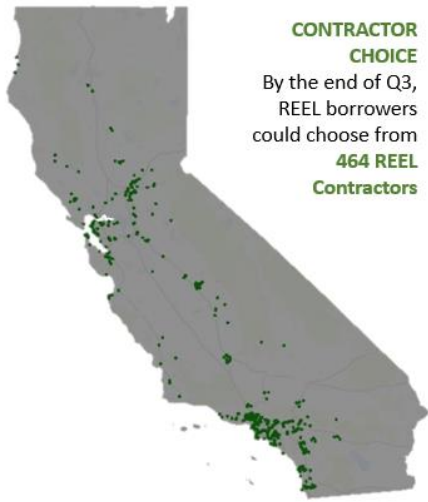 CONTRACTOR
CHOICE
By the end of Q3,
REEL borrowers
could choose from
464 REEL
Contractors